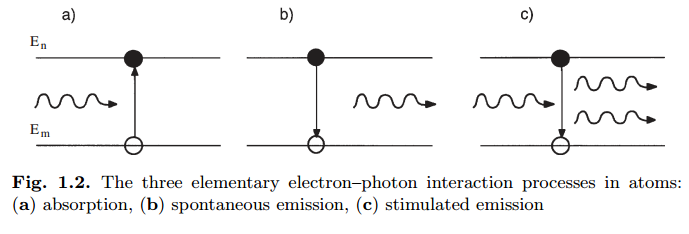 a) b) c)
En
Em
Fig. 1.2. The three elementary electron–photon interaction processes in atoms:
(a) absorption, (b) spontaneous emission, (c) stimulated emission